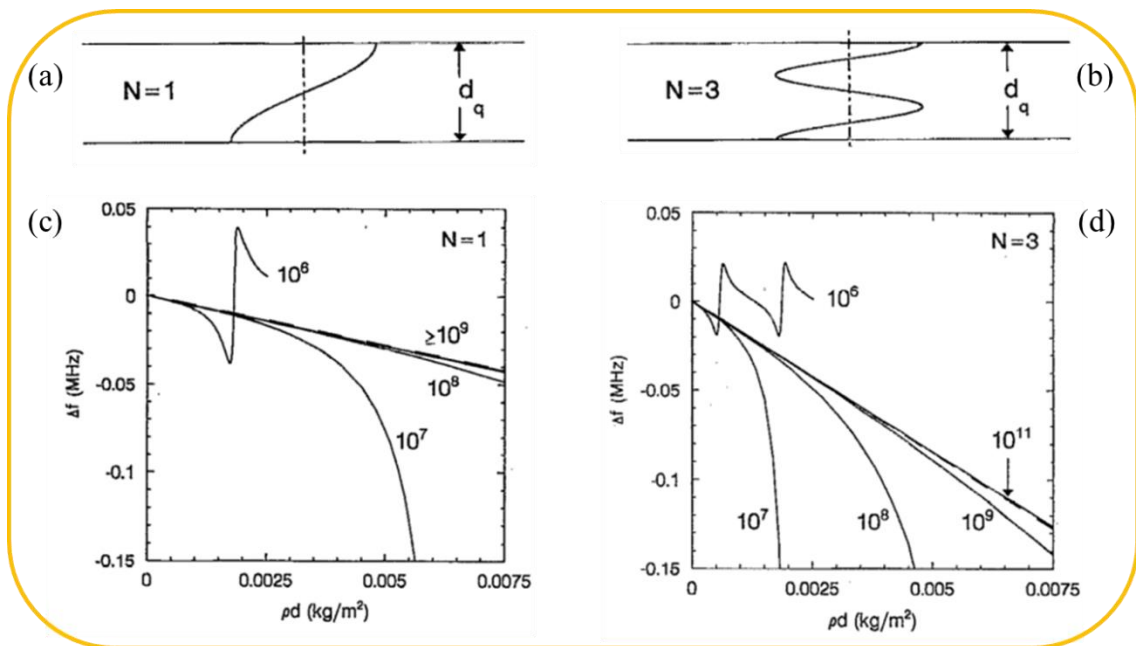 (a)
N=1
d
q
N=3
d
q
(b)
(c)
0.05
N=1
10⁶
0
≥10⁹
10⁸
-0.05
10⁷
-0.1
-0.15
0
0.0025
0.005
0.0075
Δf (MHz)
ρd (kg/m²)
(d)
0.05
N=3
10⁶
0
-0.05
10¹¹
-0.1
10⁷
10⁸
10⁹
-0.15
0
0.0025
0.005
0.0075
Δf (MHz)
ρd (kg/m²)